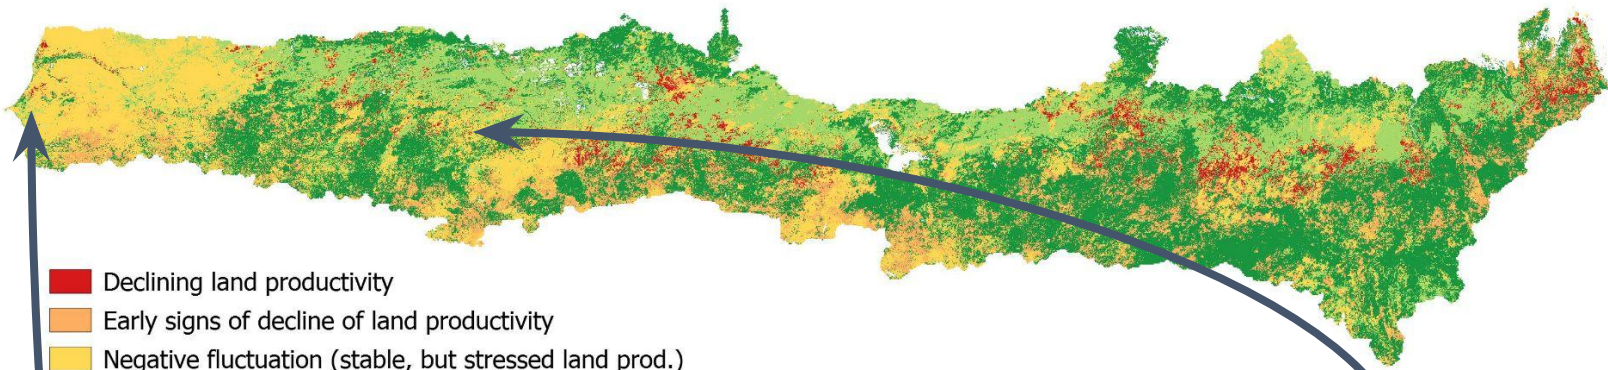 Declining land productivity
Early signs of decline of land productivity
Negative fluctuation (stable, but stressed land prod.)